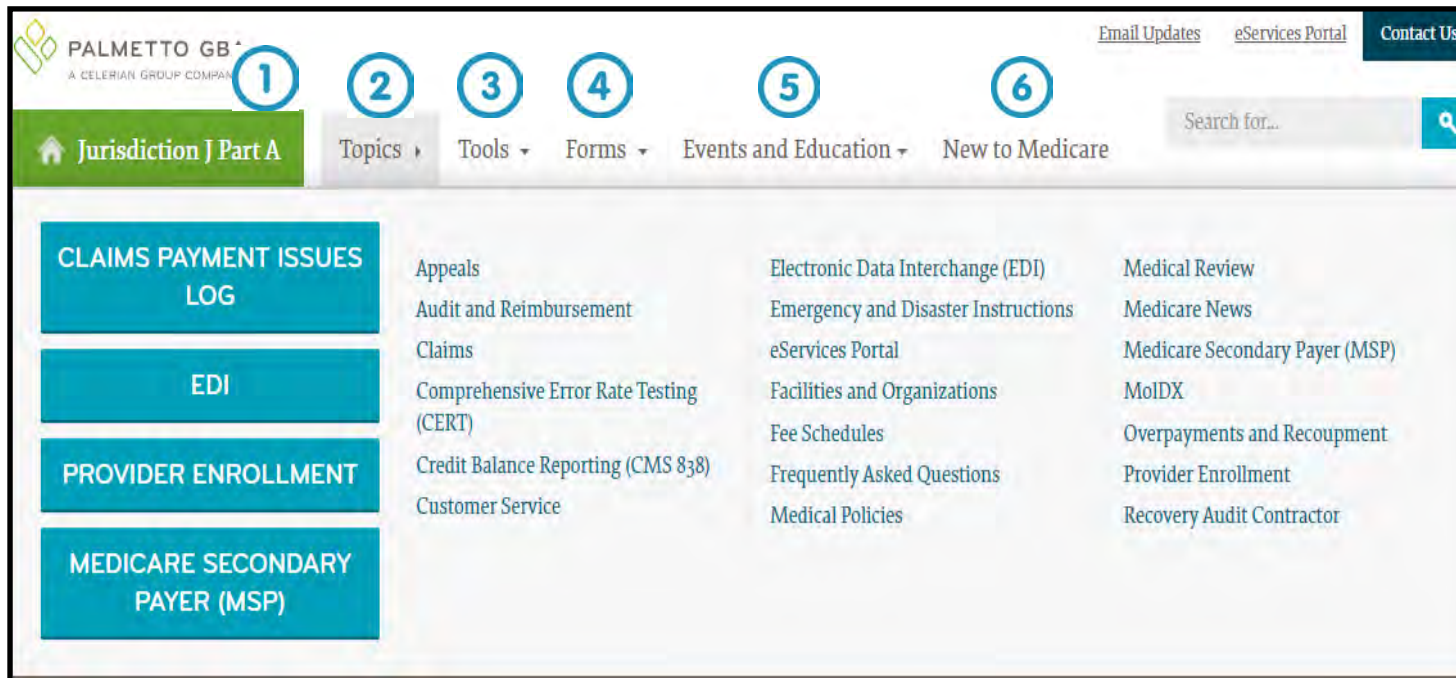 PALMETTO GB
A CELERIAN GROUP COMPAN
Email Updates eServices Portal Contact Us
1 2 3 4 5 6
Jurisdiction J Part A Topics Tools Forms Events and Education New to Medicare Search for...
CLAIMS PAYMENT ISSUES
LOG
EDI
PROVIDER ENROLLMENT
MEDICARE SECONDARY
PAYER (MSP)
Appeals
Audit and Reimbursement
Claims
Comprehensive Error Rate Testing
(CERT)
Credit Balance Reporting (CMS 838)
Customer Service
Electronic Data Interchange (EDI)
Emergency and Disaster Instructions
eServices Portal
Facilities and Organizations
Fee Schedules
Frequently Asked Questions
Medical Policies
Medical Review
Medicare News
Medicare Secondary Payer (MSP)
MolDX
Overpayments and Recoupment
Provider Enrollment
Recovery Audit Contractor